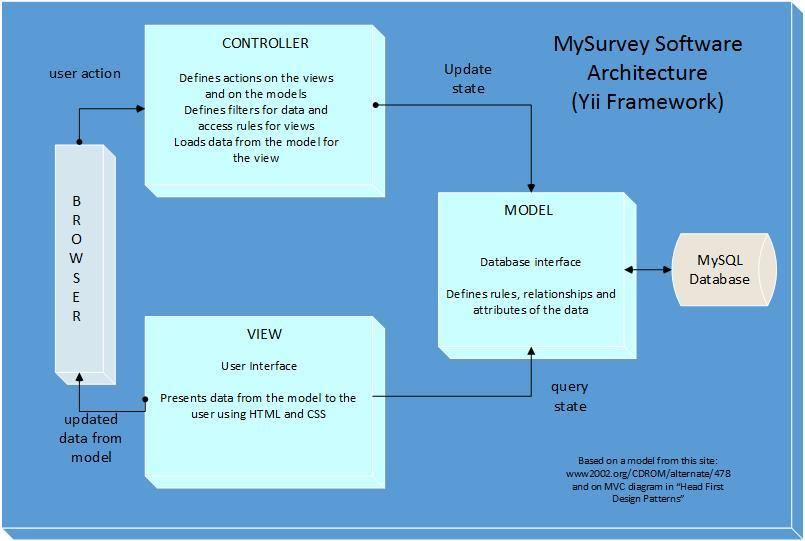 MySurvey Software
Architecture
(Yii Framework)
CONTROLLER
Defines actions on the views
and on the models
Defines filters for data and
access rules for views
Loads data from the model for
the view
user action
Update
state
B
R
O
W
S
E
R
MODEL
Database interface
Defines rules, relationships and
attributes of the data
MySQL
Database
VIEW
User Interface
Presents data from the model to the
user using HTML and CSS
query
state
updated
data from
model
Based on a model from this site:
www2002.org/CDROM/alternate/478
and on MVC diagram in “Head First
Design Patterns”